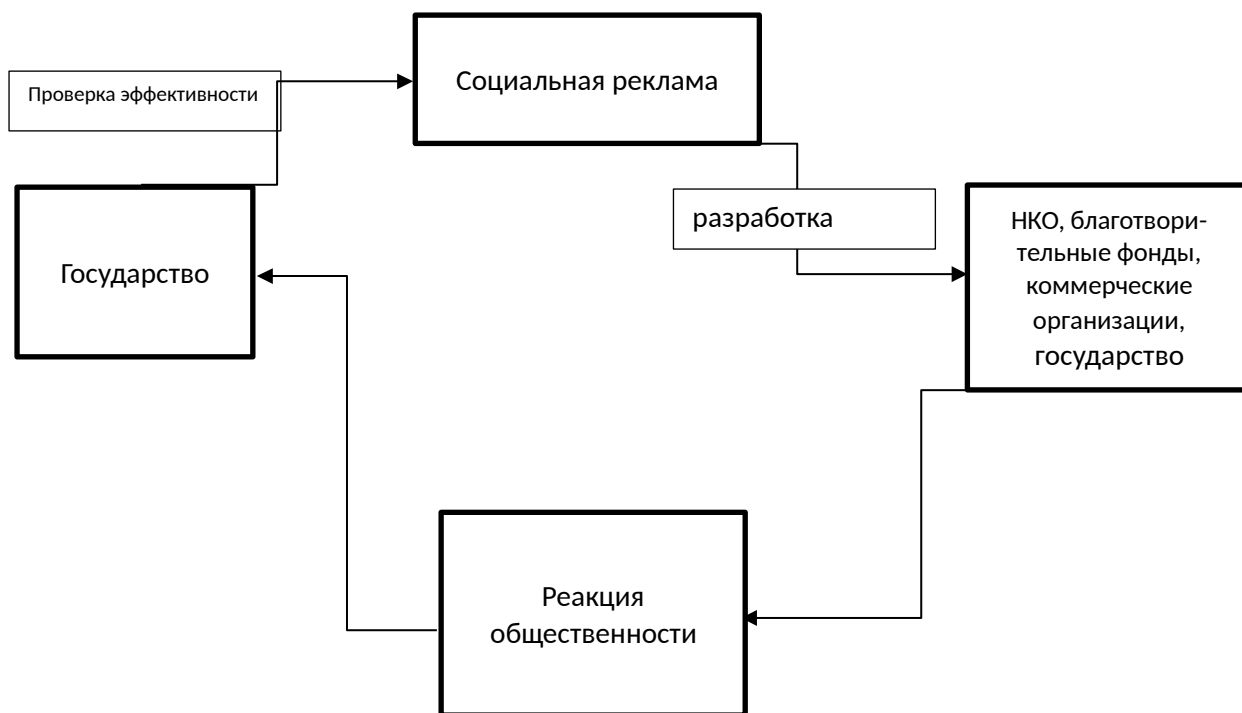 Социальная реклама
Проверка эффективности
разработка
НКО, благотвори-
тельные фонды,
коммерческие
организации,
государство
Государство
Реакция
общественности